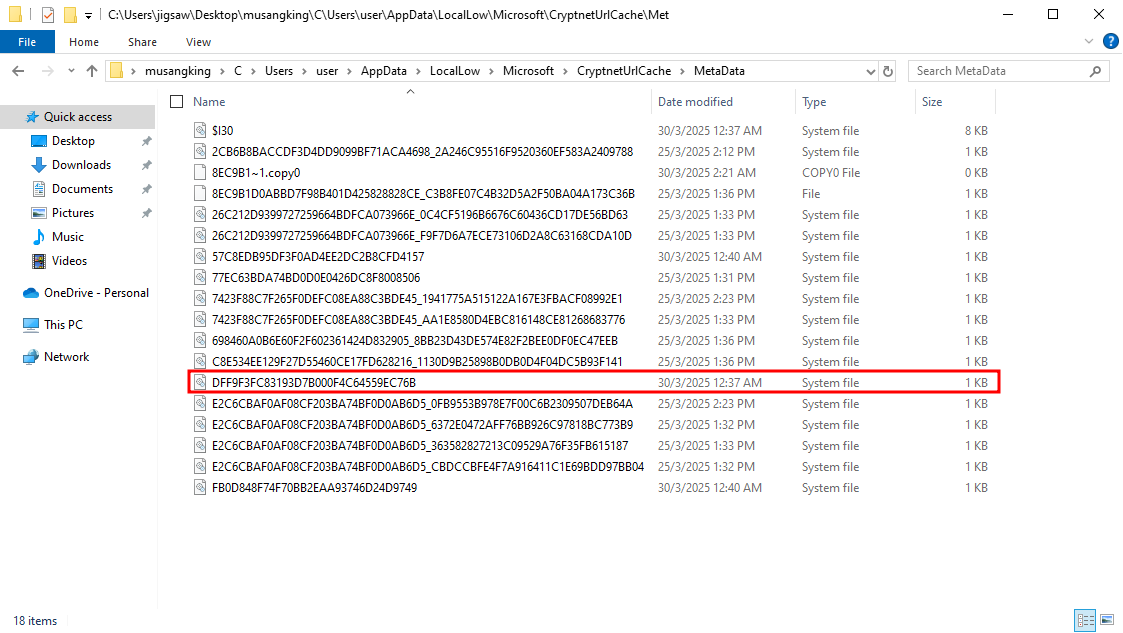 C:\Users\jigsaw\Desktop\musangking\C\Users\user\AppData\LocalLow\Microsoft\CryptnetUrlCache\Met
File Home Share View
musangking > C > Users > user > AppData > LocalLow > Microsoft > CryptnetUrlCache > MetaData Search MetaData
Name Date modified Type Size
Quick access
Desktop
Downloads
Documents
Pictures
Music
Videos
OneDrive - Personal
This PC
Network
$I30 30/3/2025 12:37 AM System file 8 KB
2CB6B8BACCDF3D4DD9099BF71ACA4698_2A246C95516F9520360EF583A2409788 25/3/2025 2:12 PM System file 1 KB
8EC9B1~1.copy0 30/3/2025 2:21 AM COPY0 File 0 KB
8EC9B1D0ABBD7F98B401D425828828CE_C3B8FE07C4B32D5A2F50BA04A173C36B 25/3/2025 1:36 PM File 1 KB
26C212D9399727259664BDFCA073966E_0C4CF5196B6676C60436CD17DE56BD63 25/3/2025 1:33 PM System file 1 KB
26C212D9399727259664BDFCA073966E_F9F7D6A7ECE73106D2A8C63168CDA10D 25/3/2025 1:33 PM System file 1 KB
57C8EDB95DF3F0AD4EE2DC2B8CFD4157 30/3/2025 12:40 AM System file 1 KB
77EC63BDA74BD0D0E0426DC8F8008506 25/3/2025 1:31 PM System file 1 KB
7423F88C7F265F0DEFC08EA88C3BDE45_1941775A515122A167E3FBACF08992E1 25/3/2025 2:23 PM System file 1 KB
7423F88C7F265F0DEFC08EA88C3BDE45_AA1E8580D4EBC816148CE81268683776 25/3/2025 1:36 PM System file 1 KB
698460A0B6E60F2F602361424D832905_8BB23D43DE574E82F2BEE0DF0EC47EEB 25/3/2025 1:36 PM System file 1 KB
C8E534EE129F27D55460CE17FD628216_1130D9B25898B0DB0D4F04DC5B93F141 25/3/2025 1:36 PM System file 1 KB
DFF9F3FC83193D7B000F4C64559EC76B 30/3/2025 12:37 AM System file 1 KB
E2C6CBAF0AF08CF203BA74BF0D0AB6D5_0FB9553B978E7F00C6B2309507DEB64A 25/3/2025 2:23 PM System file 1 KB
E2C6CBAF0AF08CF203BA74BF0D0AB6D5_6372E0472AFF76BB926C97818BC773B9 25/3/2025 1:32 PM System file 1 KB
E2C6CBAF0AF08CF203BA74BF0D0AB6D5_363582827213C09529A76F35FB615187 25/3/2025 1:33 PM System file 1 KB
E2C6CBAF0AF08CF203BA74BF0D0AB6D5_CBDCCBFE4F7A916411C1E69BDD97BB04 25/3/2025 1:32 PM System file 1 KB
FB0D848F74F70BB2EAA93746D24D9749 30/3/2025 12:40 AM System file 1 KB
18 items